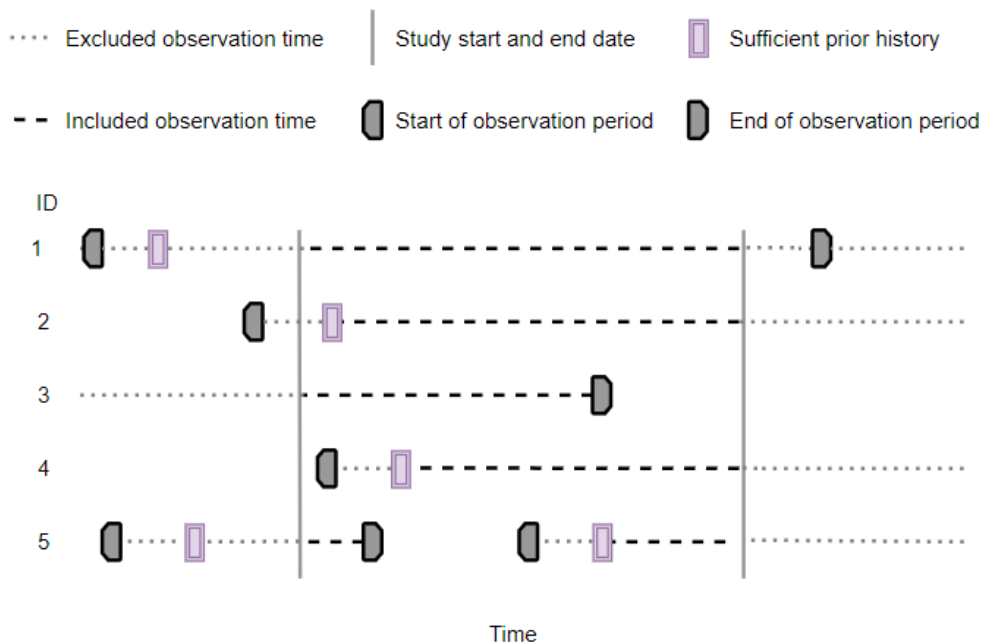 Excluded observation time Study start and end date Sufficient prior history
Included observation time Start of observation period End of observation period
ID
1
2
3
4
5
Time